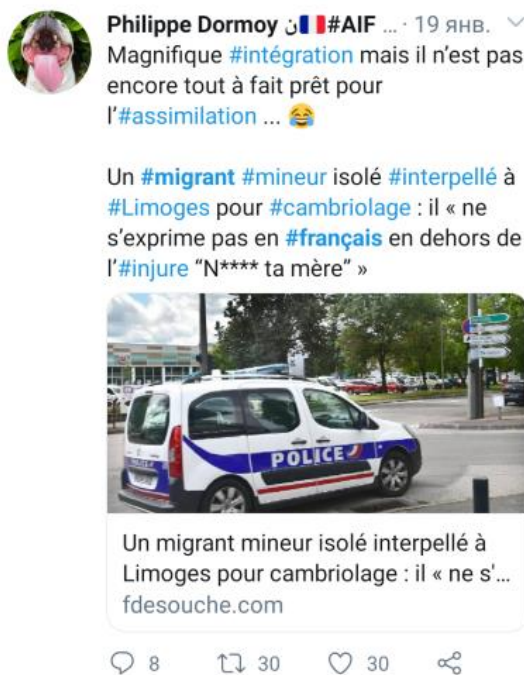 Philippe Dormoy ن🇫🇷#AIF ... · 19 янв.
Magnifique #intégration mais il n’est pas
encore tout à fait prêt pour
l’#assimilation ... 😂
Un #migrant #mineur isolé #interpellé à
#Limoges pour #cambriolage : il « ne
s’exprime pas en #français en dehors de
l’#injure “N**** ta mère” »
POLICE
Un migrant mineur isolé interpellé à
Limoges pour cambriolage : il « ne s'...
fdesouche.com
8 30 30